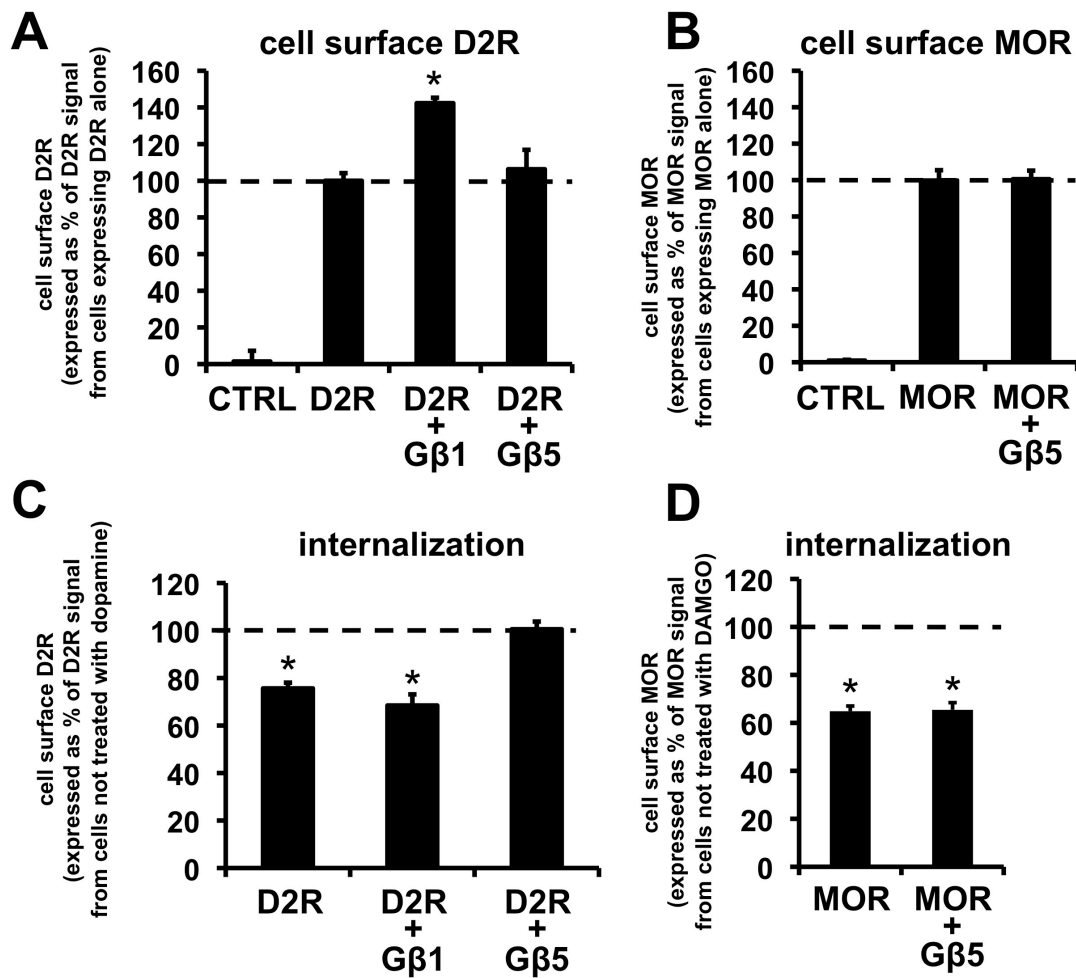 A
cell surface D2R
cell surface D2R
(expressed as % of D2R signal
from cells expressing D2R alone)
160
140
120
100
80
60
40
20
0
*
CTRL D2R D2R D2R
+ +
Gβ1 Gβ5
B
cell surface MOR
cell surface MOR
(expressed as % of MOR signal
from cells expressing MOR alone)
160
140
120
100
80
60
40
20
0
CTRL MOR MOR
+
Gβ5
C
internalization
cell surface D2R
(expressed as % of D2R signal
from cells not treated with dopamine)
120
100
80
60
40
20
0
* *
D2R D2R D2R
+ +
Gβ1 Gβ5
D
internalization
cell surface MOR
(expressed as % of MOR signal
from cells not treated with DAMGO)
120
100
80
60
40
20
0
* *
MOR MOR
+
Gβ5